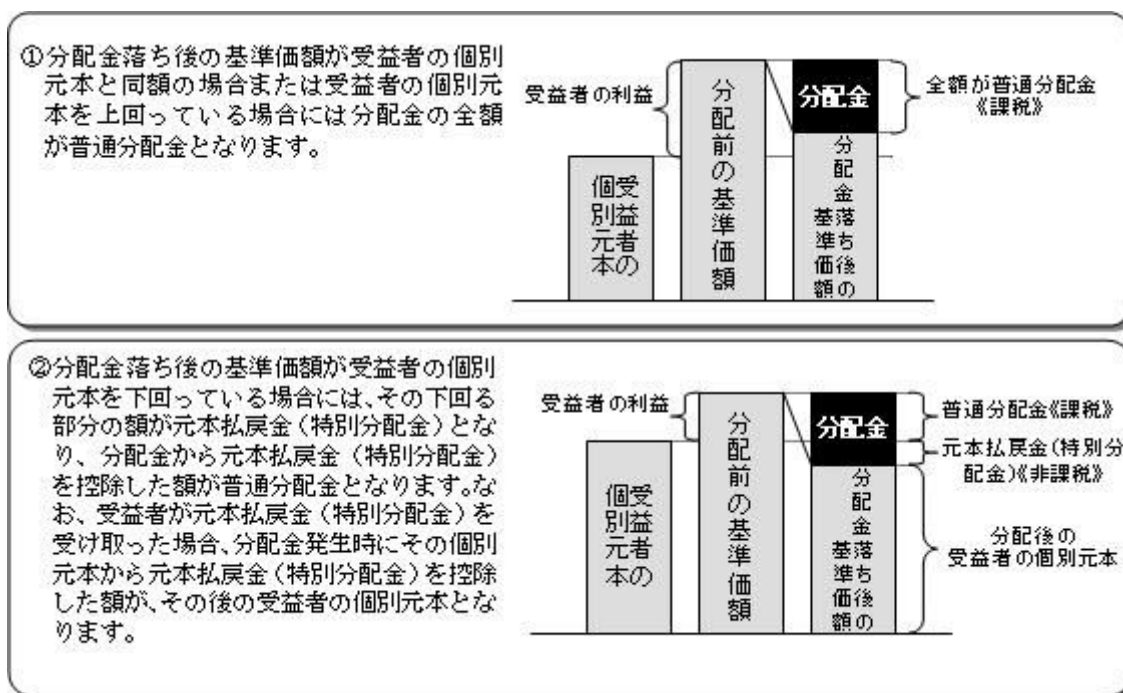 ①分配金落ち後の基準価額が受益者の個別
元本と同額の場合または受益者の個別元
本を上回っている場合には分配金の全額
が普通分配金となります。
受益者の利益
受益者の
個別元本
分配前の基準価額
分配金
分配金落ち後の
基準価額
全額が普通分配金
《課税》
②分配金落ち後の基準価額が受益者の個別
元本を下回っている場合には、その下回る
部分の額が元本払戻金(特別分配金)とな
り、分配金から元本払戻金(特別分配金)
を控除した額が普通分配金となります。な
お、受益者が元本払戻金(特別分配金)を
受け取った場合、分配金発生時にその個別
元本から元本払戻金(特別分配金)を控除
した額が、その後の受益者の個別元本とな
ります。
受益者の利益
受益者の
個別元本
分配前の基準価額
分配金
分配金落ち後の
基準価額
普通分配金《課税》
元本払戻金(特別分
配金)《非課税》
分配後の
受益者の個別元本